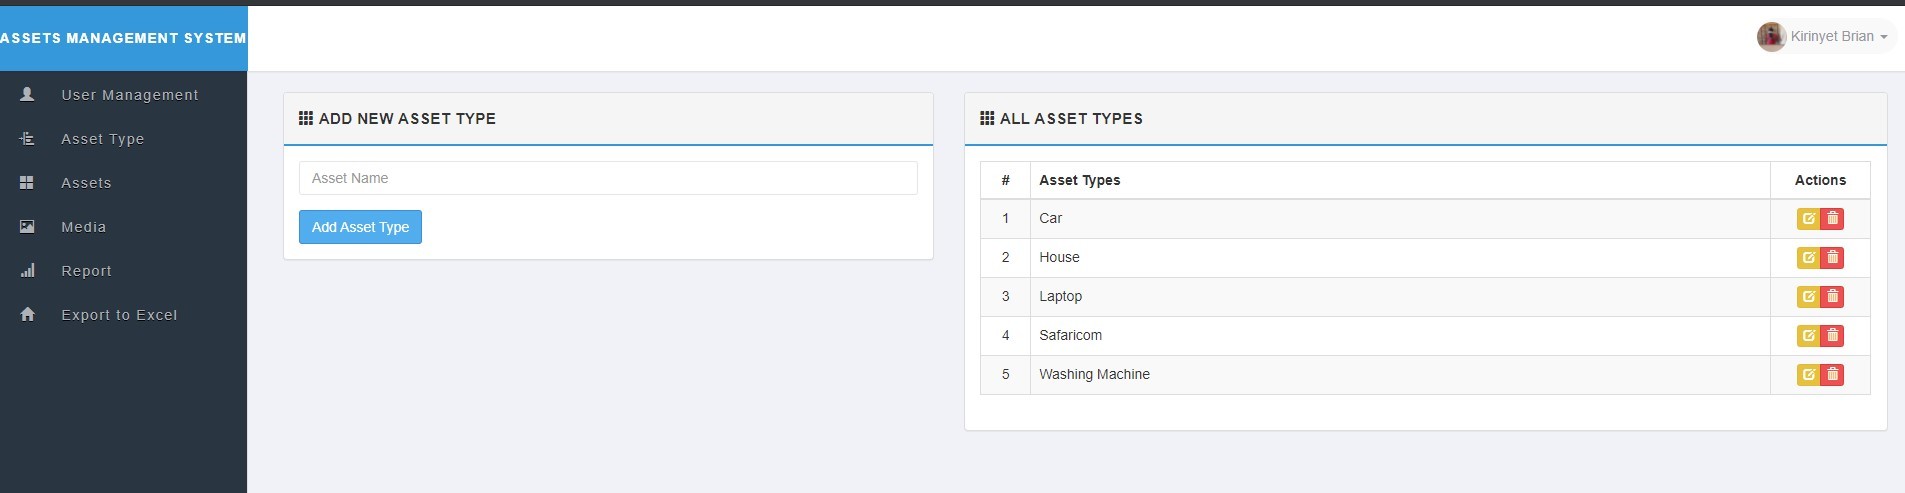 ASSETS MANAGEMENT SYSTEM
Kirinyet Brian
User Management
Asset Type
Assets
Media
Report
Export to Excel
ADD NEW ASSET TYPE
Asset Name
Add Asset Type
ALL ASSET TYPES
# Asset Types Actions
1 Car
2 House
3 Laptop
4 Safaricom
5 Washing Machine